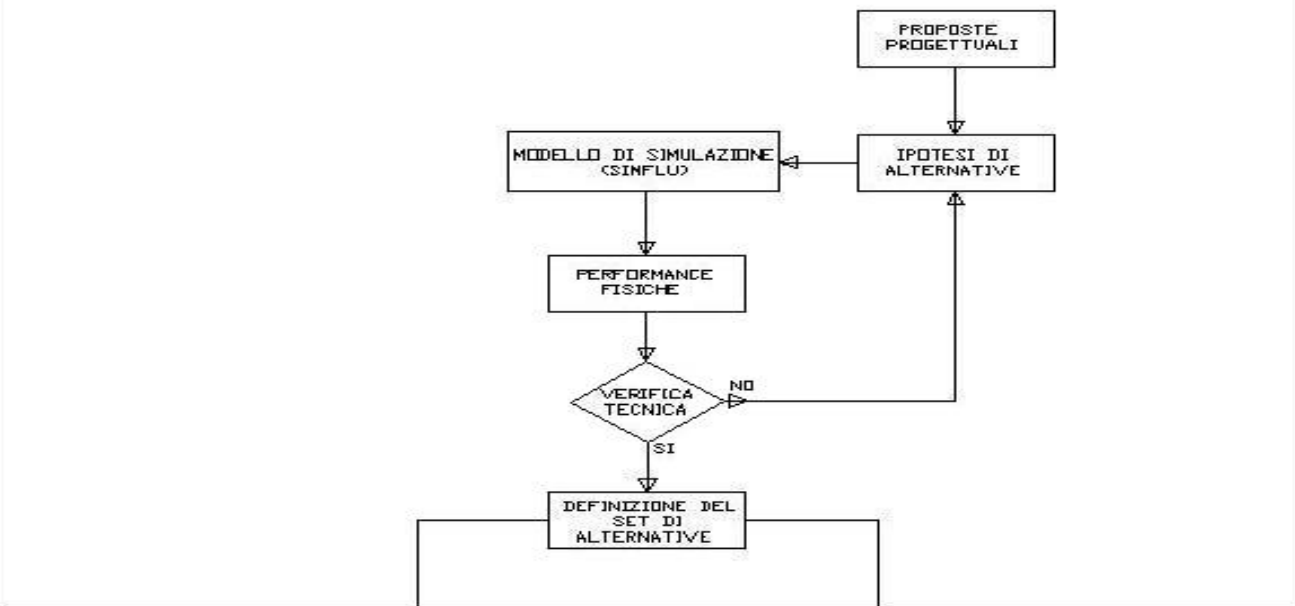 PROPOSTE
PROGETTUALI
IPOTESI DI
ALTERNATIVE
MODELLO DI SIMULAZIONE
(SINFLU)
PERFORMANCE
FISICHE
VERIFICA
TECNICA
NO
SI
DEFINIZIONE DEL
SET DI
ALTERNATIVE